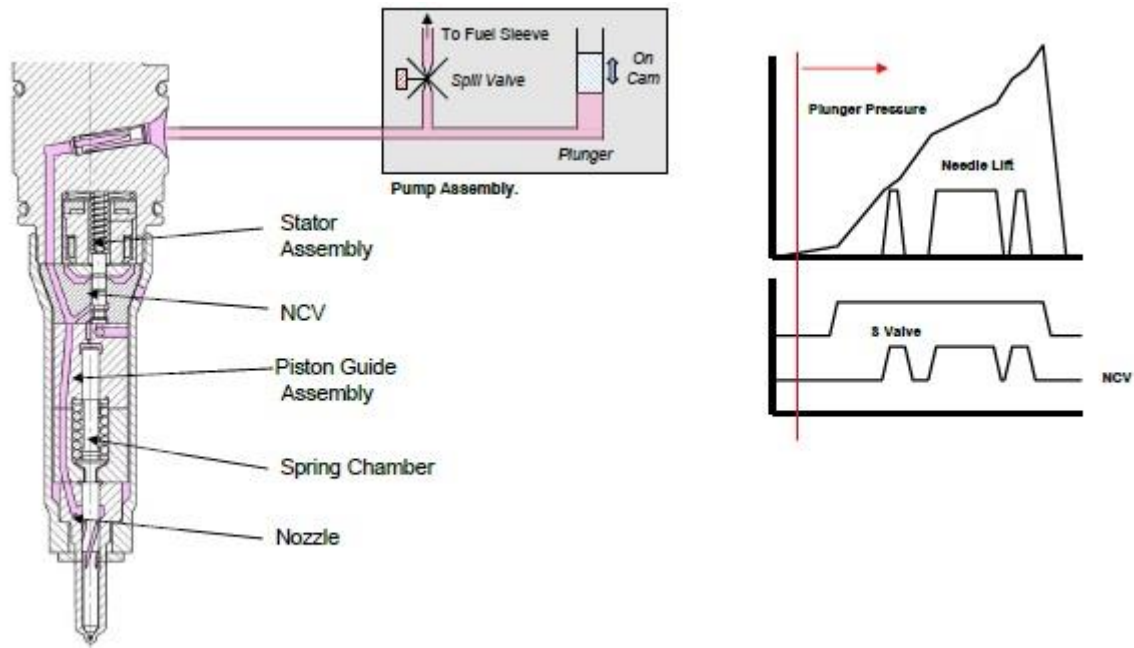 To Fuel Sleeve
Spill Valve
On
Cam
Plunger
Pump Assembly.
Stator
Assembly
NCV
Piston Guide
Assembly
Spring Chamber
Nozzle
Plunger Pressure
Needle Lift
S Valve
NCV